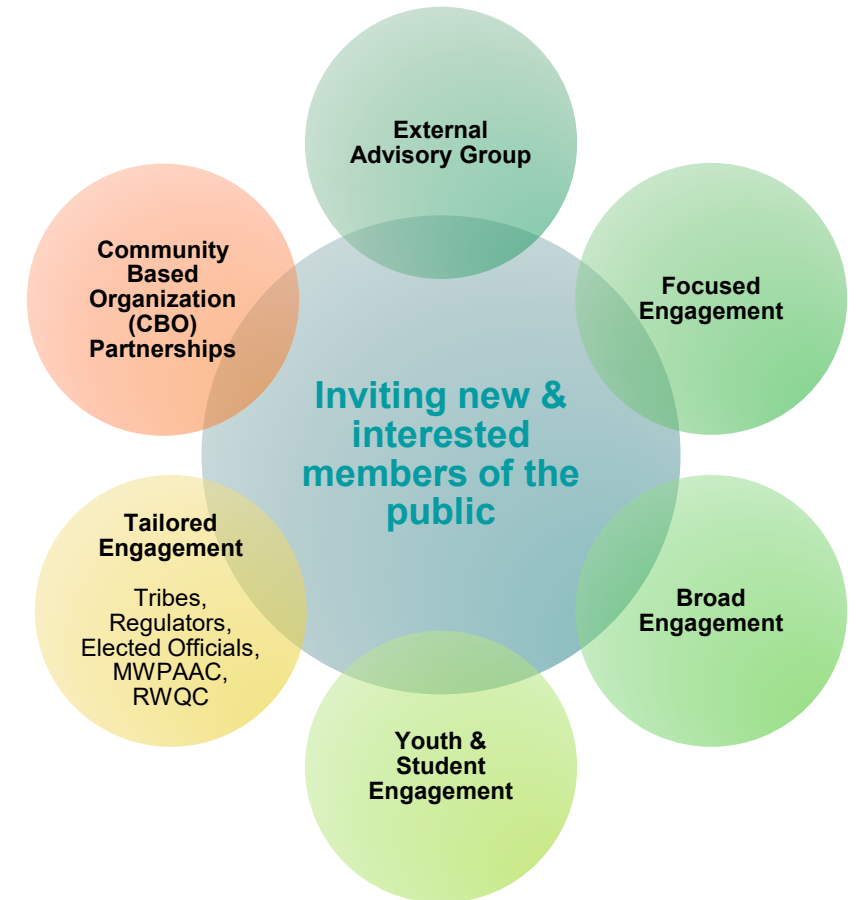 External
Advisory Group
Focused
Engagement
Broad
Engagement
Youth &
Student
Engagement
Tailored
Engagement
Tribes,
Regulators,
Elected Officials,
MWPAAC,
RWQC
Community
Based
Organization
(CBO)
Partnerships
Inviting new &
interested
members of the
public